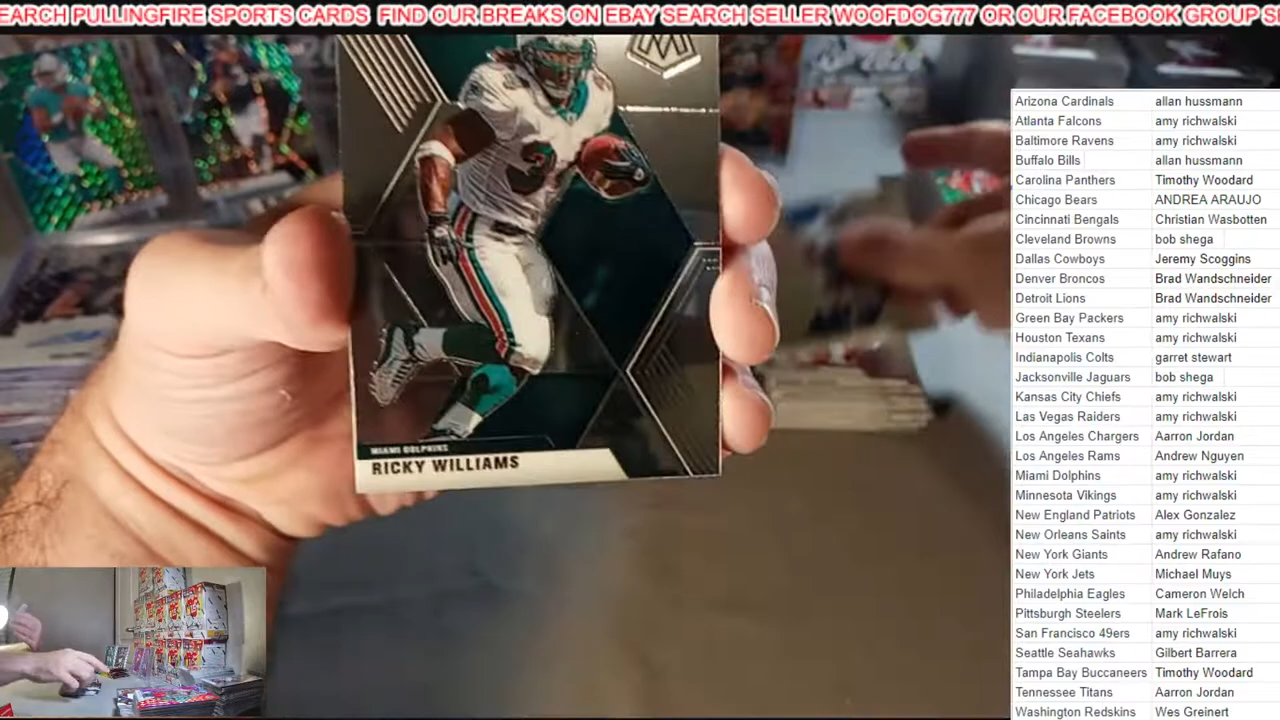 EARCH PULLINGFIRE SPORTS CARDS FIND OUR BREAKS ON EBAY SEARCH SELLER WOOFDOG777 OR OUR FACEBOOK GROUP S
2020
MIAMI DOLPHINS
RICKY WILLIAMS
Arizona Cardinals allan hussmann
Atlanta Falcons amy richwalski
Baltimore Ravens amy richwalski
Buffalo Bills allan hussmann
Carolina Panthers Timothy Woodard
Chicago Bears ANDREA ARAUJO
Cincinnati Bengals Christian Wasbotten
Cleveland Browns bob shega
Dallas Cowboys Jeremy Scoggins
Denver Broncos Brad Wandschneider
Detroit Lions Brad Wandschneider
Green Bay Packers amy richwalski
Houston Texans amy richwalski
Indianapolis Colts garret stewart
Jacksonville Jaguars bob shega
Kansas City Chiefs amy richwalski
Las Vegas Raiders amy richwalski
Los Angeles Chargers Aarron Jordan
Los Angeles Rams Andrew Nguyen
Miami Dolphins amy richwalski
Minnesota Vikings amy richwalski
New England Patriots Alex Gonzalez
New Orleans Saints amy richwalski
New York Giants Andrew Rafano
New York Jets Michael Muys
Philadelphia Eagles Cameron Welch
Pittsburgh Steelers Mark LeFrois
San Francisco 49ers amy richwalski
Seattle Seahawks Gilbert Barrera
Tampa Bay Buccaneers Timothy Woodard
Tennessee Titans Aarron Jordan
Washington Redskins Wes Greinert